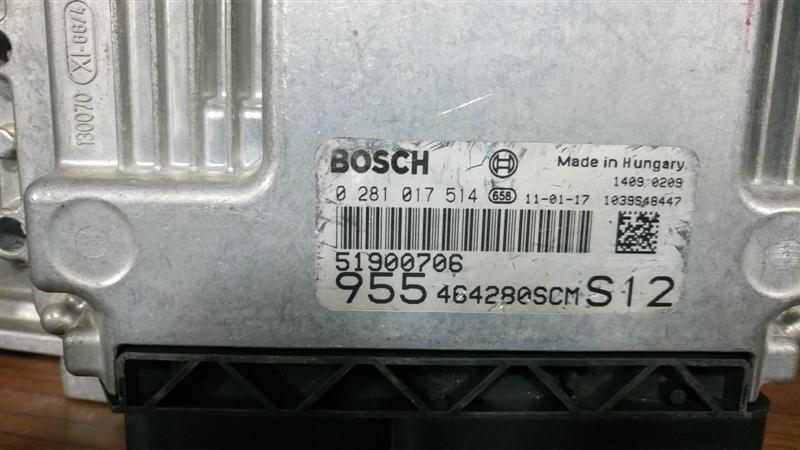 130070 XI-GG/4
BOSCH
Made in Hungary
1409 0209
0 281 017 514 658 11-01-17 1039S48447
51900706
955 464280SCM S12